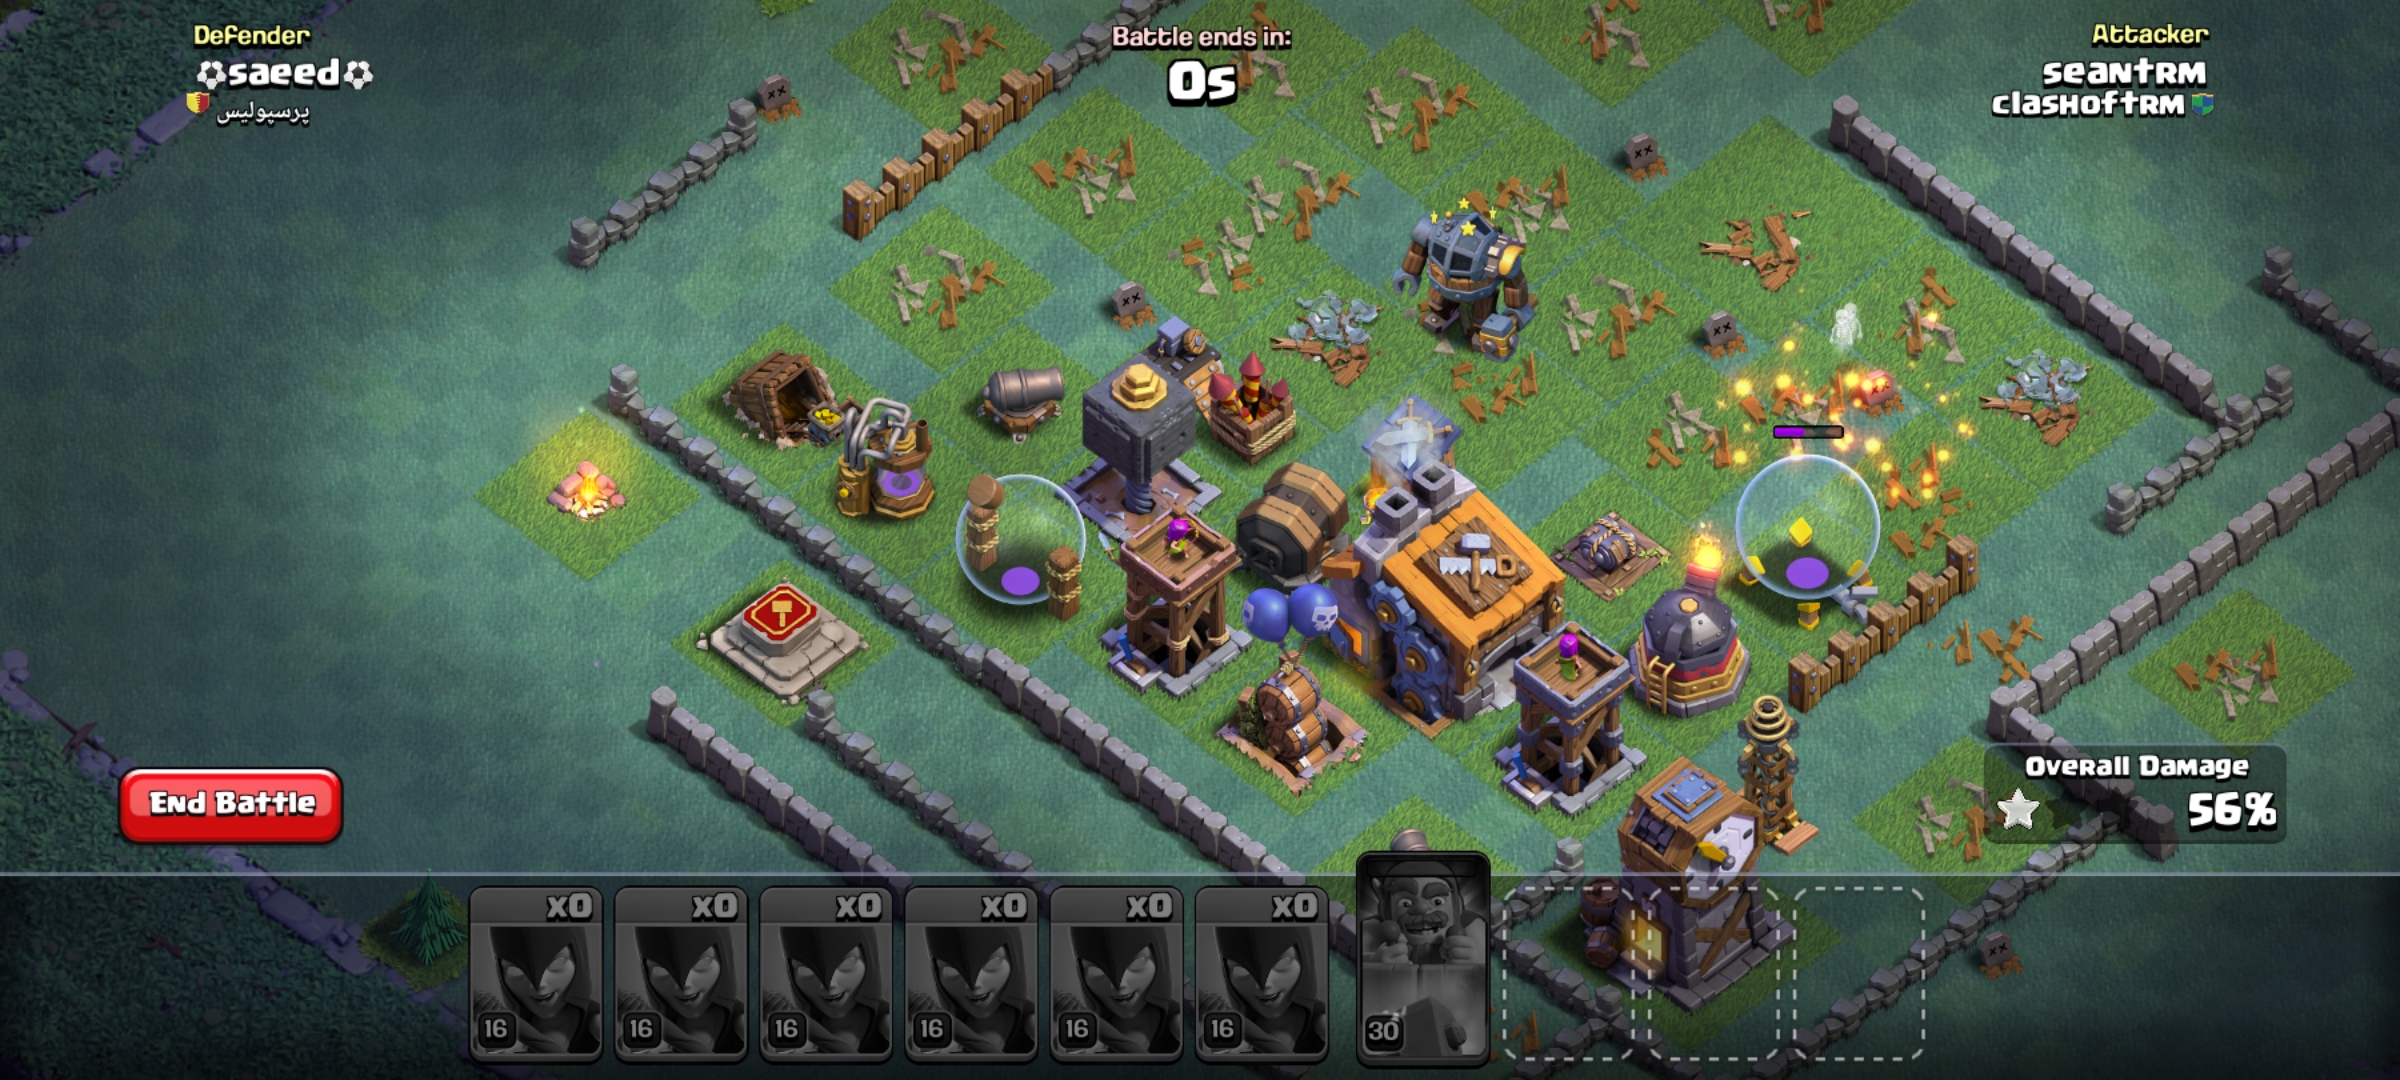 Defender
saeed
پرسپولیس
Battle ends in:
0s
Attacker
seantRM
clashoftRM
End Battle
Overall Damage
56%
x0
x0
x0
x0
x0
x0
16
16
16
16
16
16
30